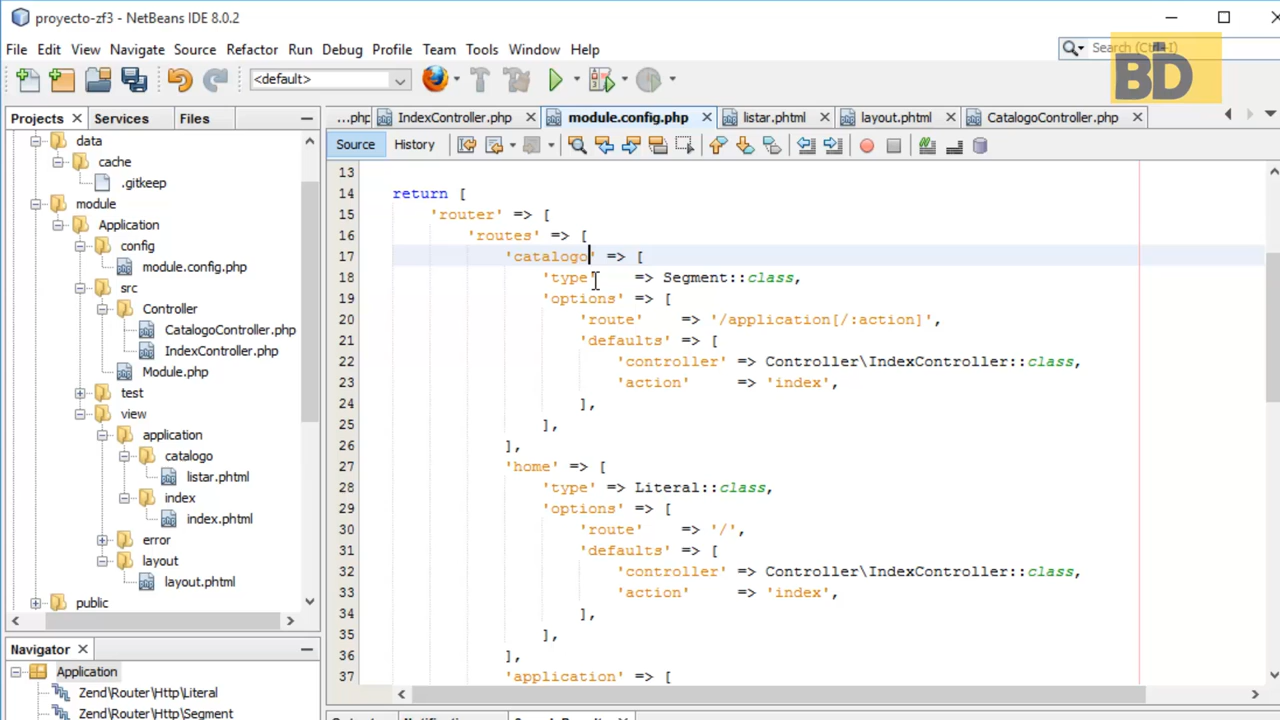 proyecto-zf3 - NetBeans IDE 8.0.2
File Edit View Navigate Source Refactor Run Debug Profile Team Tools Window Help
Search (Ctrl+I)
BD
<default>
Projects Services Files
...php IndexController.php module.config.php listar.phtml layout.phtml CatalogoController.php
Source History
data
cache
.gitkeep
module
Application
config
module.config.php
src
Controller
CatalogoController.php
IndexController.php
Module.php
test
view
application
catalogo
listar.phtml
index
index.phtml
error
layout
layout.phtml
public
13
14 return [
15 'router' => [
16 'routes' => [
17 'catalogo' => [
18 'type' => Segment::class,
19 'options' => [
20 'route' => '/application[/:action]',
21 'defaults' => [
22 'controller' => Controller\IndexController::class,
23 'action' => 'index',
24 ],
25 ],
26 ],
27 'home' => [
28 'type' => Literal::class,
29 'options' => [
30 'route' => '/',
31 'defaults' => [
32 'controller' => Controller\IndexController::class,
33 'action' => 'index',
34 ],
35 ],
36 ],
37 'application' => [
Navigator
Application
Zend\Router\Http\Literal
Zend\Router\Http\Segment